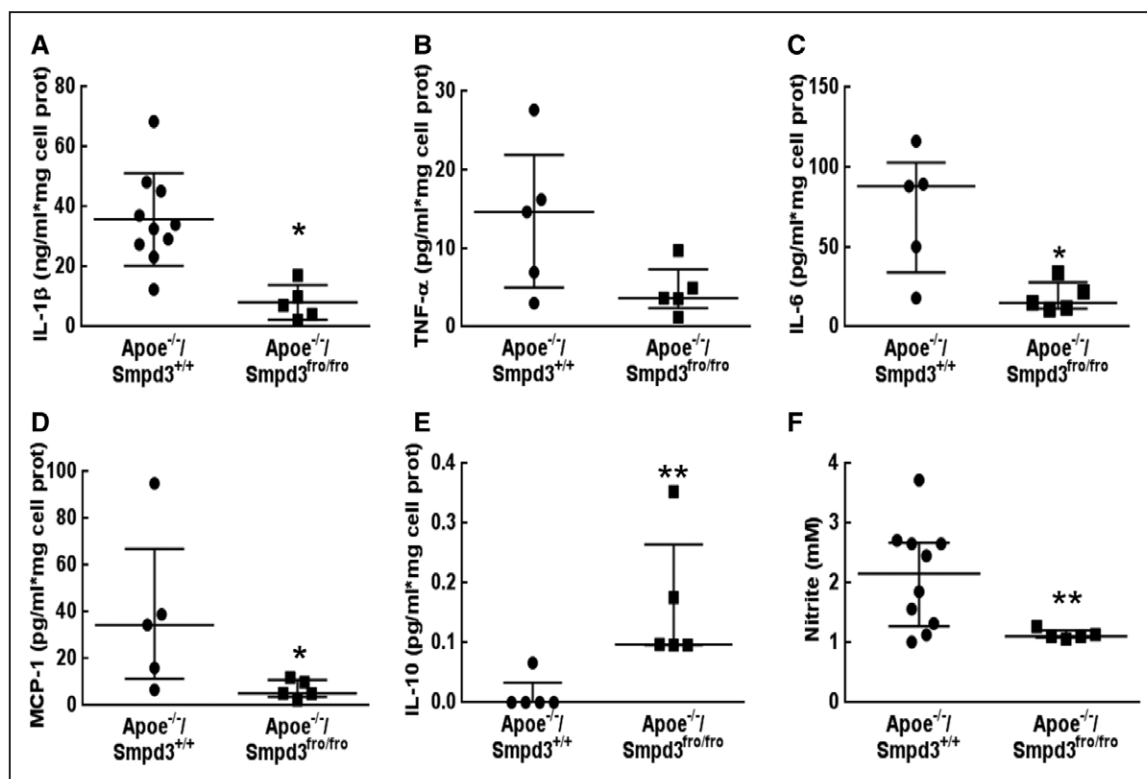 A
IL-1β (ng/ml*mg cell prot)
80
60
40
20
0
*
Apoe-/-/
Smpd3+/+
Apoe-/-/
Smpd3fro/fro
B
TNF-α (pg/ml*mg cell prot)
30
20
10
0
Apoe-/-/
Smpd3+/+
Apoe-/-/
Smpd3fro/fro
C
IL-6 (pg/ml*mg cell prot)
150
100
50
0
*
Apoe-/-/
Smpd3+/+
Apoe-/-/
Smpd3fro/fro
D
MCP-1 (pg/ml*mg cell prot)
100
80
60
40
20
0
*
Apoe-/-/
Smpd3+/+
Apoe-/-/
Smpd3fro/fro
E
IL-10 (pg/ml*mg cell prot)
0.4
0.3
0.2
0.1
0.0
**
Apoe-/-/
Smpd3+/+
Apoe-/-/
Smpd3fro/fro
F
Nitrite (mM)
4
3
2
1
0
**
Apoe-/-/
Smpd3+/+
Apoe-/-/
Smpd3fro/fro